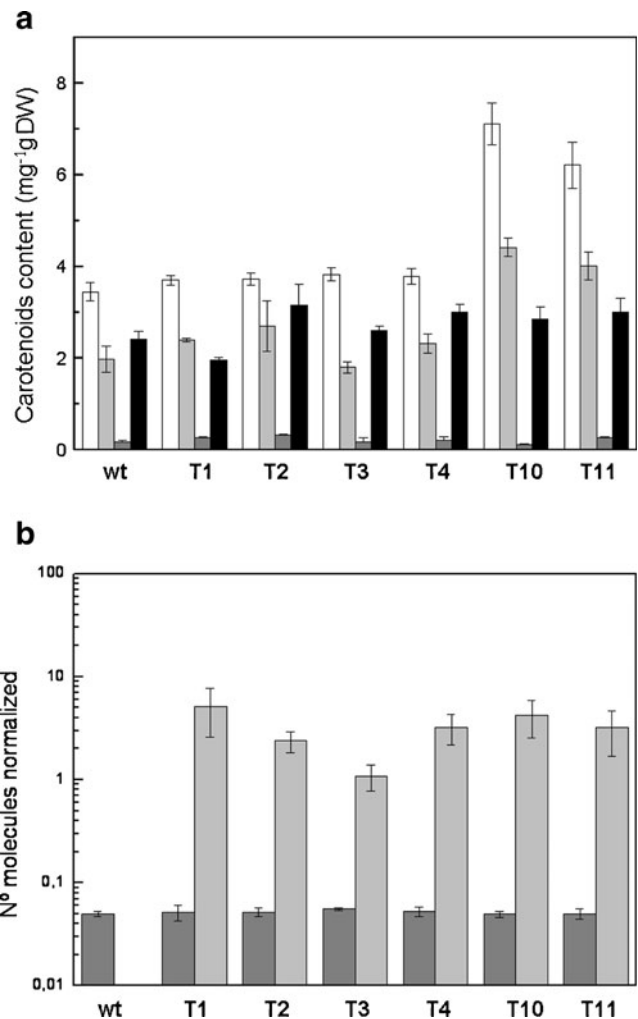 a
Carotenoids content (mg⁻¹gDW)
8
6
4
2
0
wt T1 T2 T3 T4 T10 T11
b
Nº molecules normalized
100
10
1
0,1
0,01
wt T1 T2 T3 T4 T10 T11